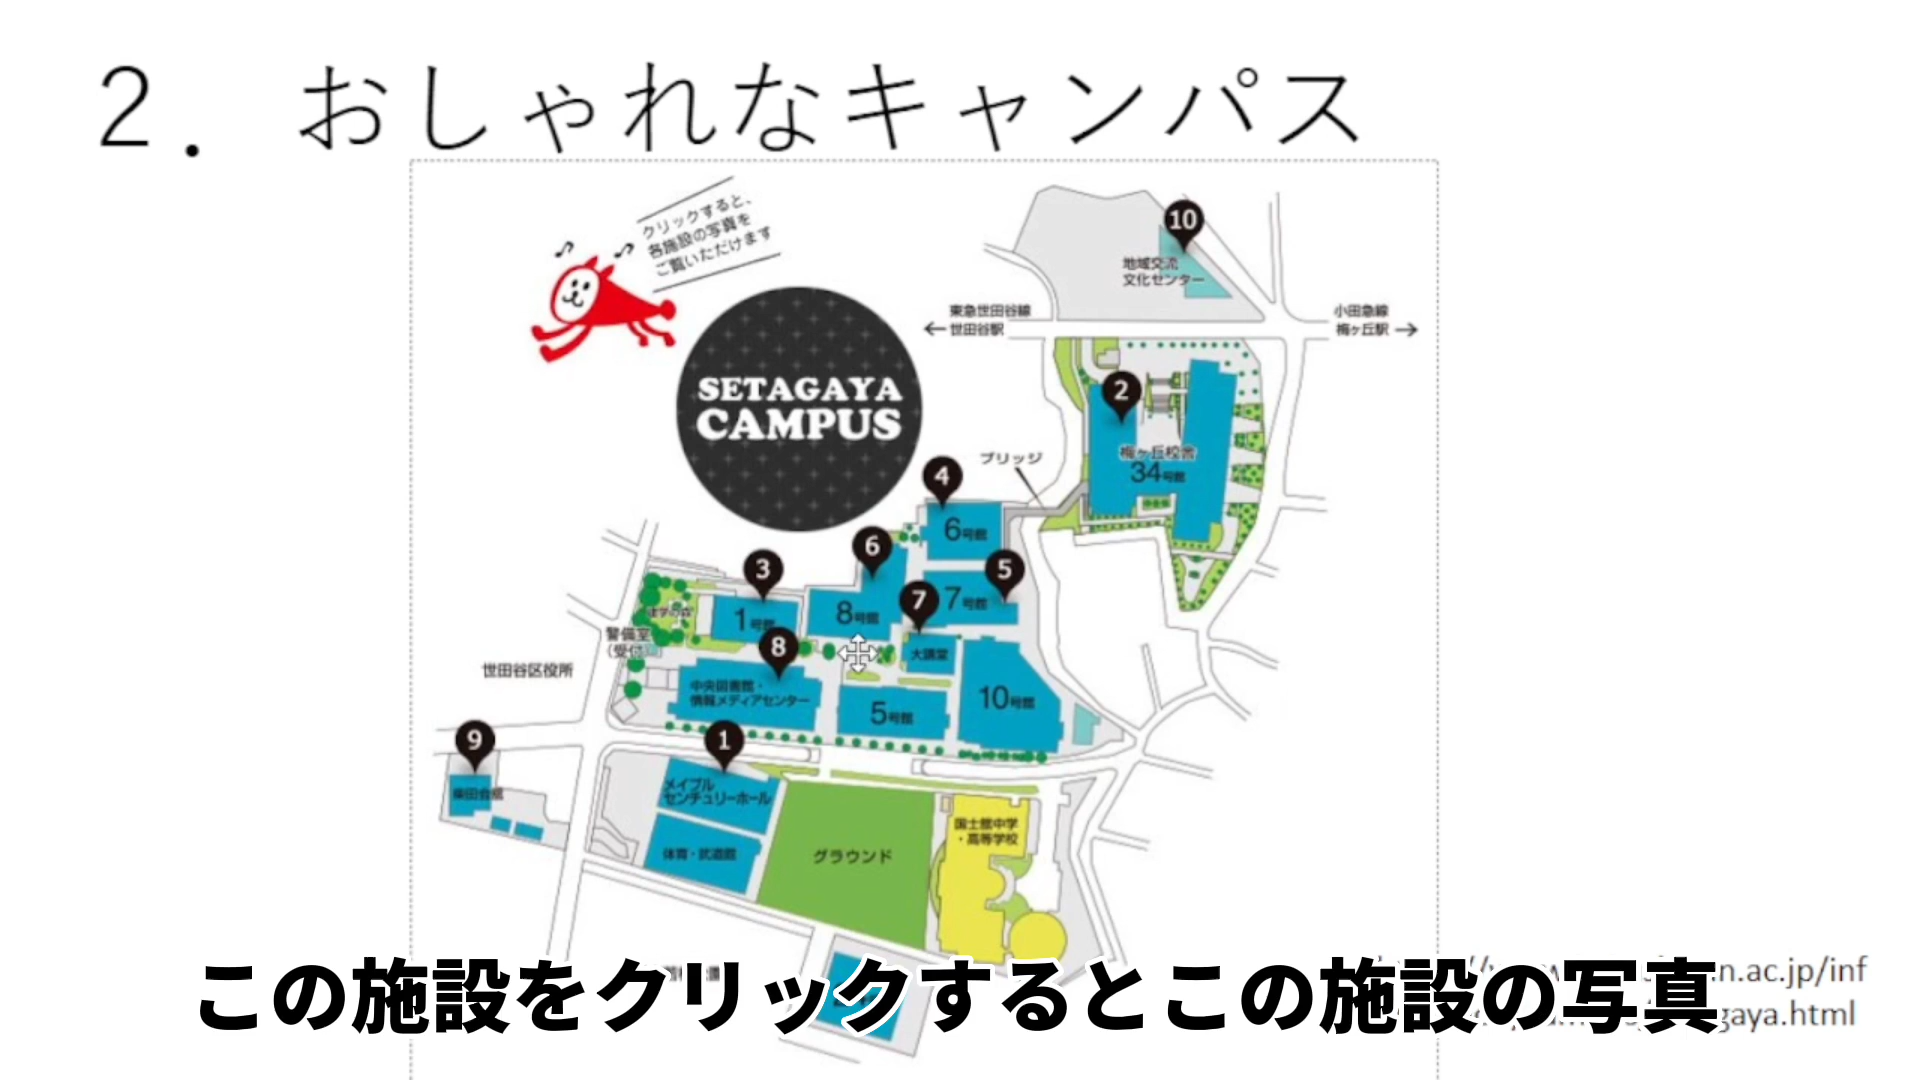 2．おしゃれなキャンパス
クリックすると、
各施設の写真を
ご覧いただけます
SETAGAYA
CAMPUS
10
地域交流
文化センター
東急世田谷線
← 世田谷駅
小田急線
梅ヶ丘駅 →
2
梅ヶ丘校舎
34号館
ブリッジ
4
6号館
6
5
3
7
7号館
8号館
1号館
警備室
(受付)
8
大講堂
世田谷区役所
中央図書館・
情報メディアセンター
10号館
5号館
9
1
柴田会館
メイプル
センチュリーホール
国士舘中学
・高等学校
体育・武道館
グラウンド
n.ac.jp/inf
gaya.html
この施設をクリックするとこの施設の写真